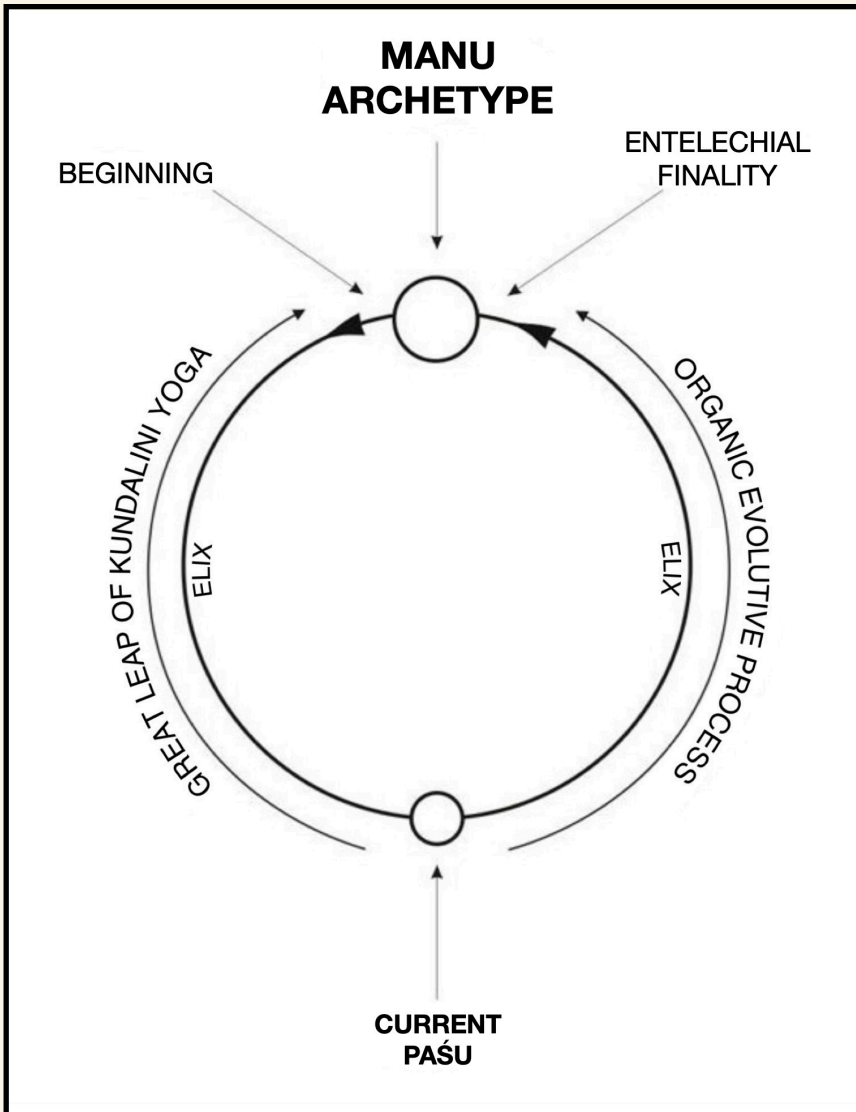 MANU
ARCHETYPE
BEGINNING
ENTELECHIAL
FINALITY
GREAT LEAP OF KUNDALINI YOGA
ELIX
ELIX
ORGANIC EVOLUTIVE PROCESS
CURRENT
PAŚU